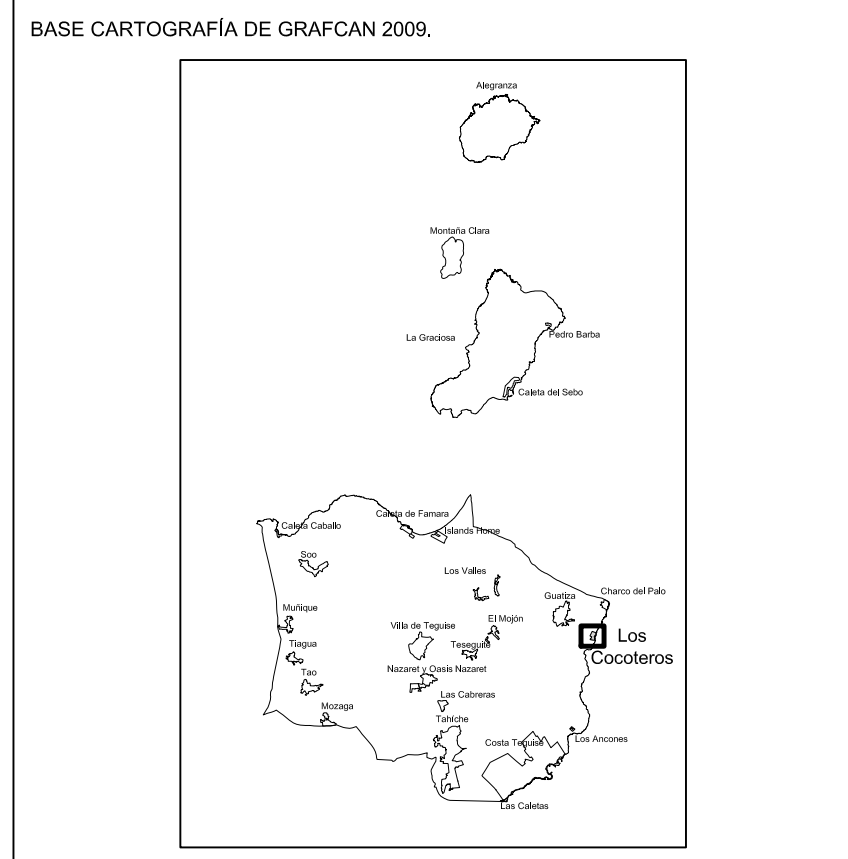 BASE CARTOGRAFÍA DE GRAFCAN 2009.
Alegranza
Montaña Clara
La Graciosa
Pedro Barba
Caleta del Sebo
Caleta de Famara
Caleta Caballo
Islands Home
Soo
Los Valles
Guatiza
Charco del Palo
Muñique
Villa de Teguise
El Mojón
Los
Cocoteros
Tiagua
Teseguite
Nazaret y Oasis Nazaret
Tao
Las Cabreras
Mozaga
Tahíche
Costa Teguise
Los Ancones
Las Caletas